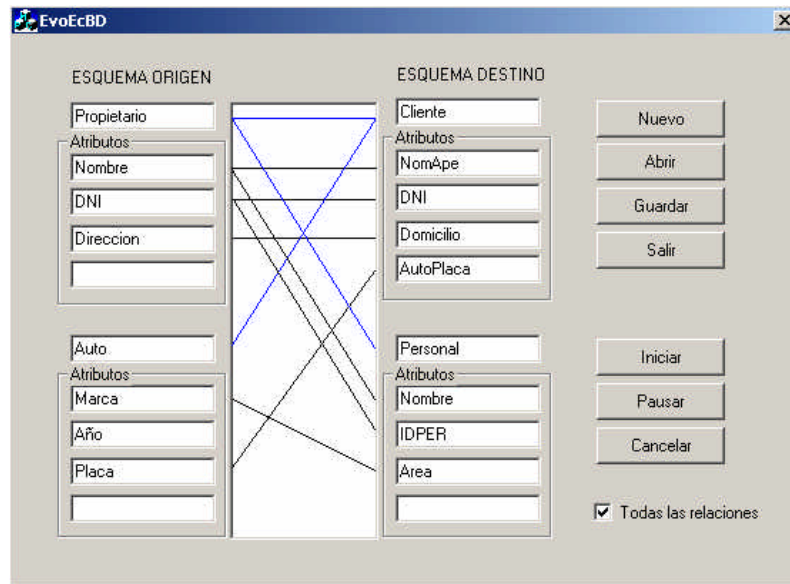 EvoEcBD
ESQUEMA ORIGEN
Propietario
Atributos
Nombre
DNI
Direccion
Auto
Atributos
Marca
Año
Placa
ESQUEMA DESTINO
Cliente
Atributos
NomApe
DNI
Domicilio
AutoPlaca
Personal
Atributos
Nombre
IDPER
Area
Nuevo
Abrir
Guardar
Salir
Iniciar
Pausar
Cancelar
Todas las relaciones